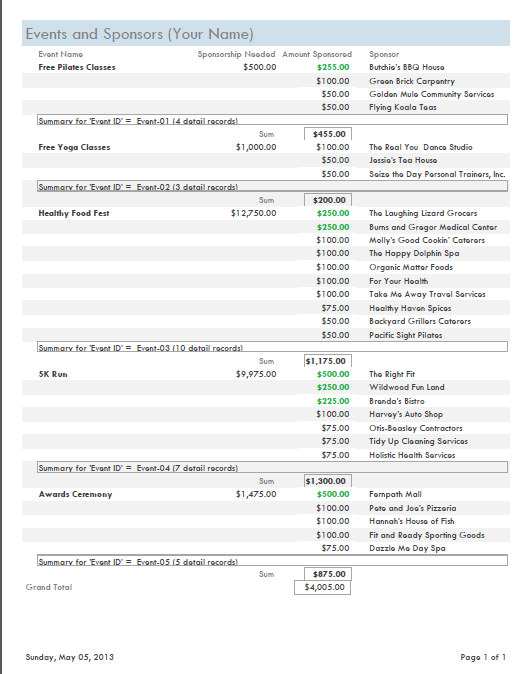 Events and Sponsors (Your Name)
Event Name Sponsorship Needed Amount Sponsored Sponsor
Free Pilates Classes $500.00 $255.00 Butchie's BBQ House
$100.00 Green Brick Carpentry
$50.00 Golden Mule Community Services
$50.00 Flying Koala Teas
Summary for 'Event ID' = Event-01 (4 detail records)
Sum $455.00
Free Yoga Classes $1,000.00 $100.00 The Real You Dance Studio
$50.00 Jessie's Tea House
$50.00 Seize the Day Personal Trainers, Inc.
Summary for 'Event ID' = Event-02 (3 detail records)
Sum $200.00
Healthy Food Fest $12,750.00 $250.00 The Laughing Lizard Grocers
$250.00 Burns and Gregor Medical Center
$100.00 Molly's Good Cookin' Caterers
$100.00 The Happy Dolphin Spa
$100.00 Organic Matter Foods
$100.00 For Your Health
$100.00 Take Me Away Travel Services
$75.00 Healthy Haven Spices
$50.00 Backyard Grillers Caterers
$50.00 Pacific Sight Pilates
Summary for 'Event ID' = Event-03 (10 detail records)
Sum $1,175.00
5K Run $9,975.00 $500.00 The Right Fit
$250.00 Wildwood Fun Land
$225.00 Brenda's Bistro
$100.00 Harvey's Auto Shop
$75.00 Otis-Beasley Contractors
$75.00 Tidy Up Cleaning Services
$75.00 Holistic Health Services
Summary for 'Event ID' = Event-04 (7 detail records)
Sum $1,300.00
Awards Ceremony $1,475.00 $500.00 Fernpath Mall
$100.00 Pete and Joe's Pizzeria
$100.00 Hannah's House of Fish
$100.00 Fit and Ready Sporting Goods
$75.00 Dazzle Me Day Spa
Summary for 'Event ID' = Event-05 (5 detail records)
Sum $875.00
Grand Total $4,005.00
Sunday, May 05, 2013 Page 1 of 1